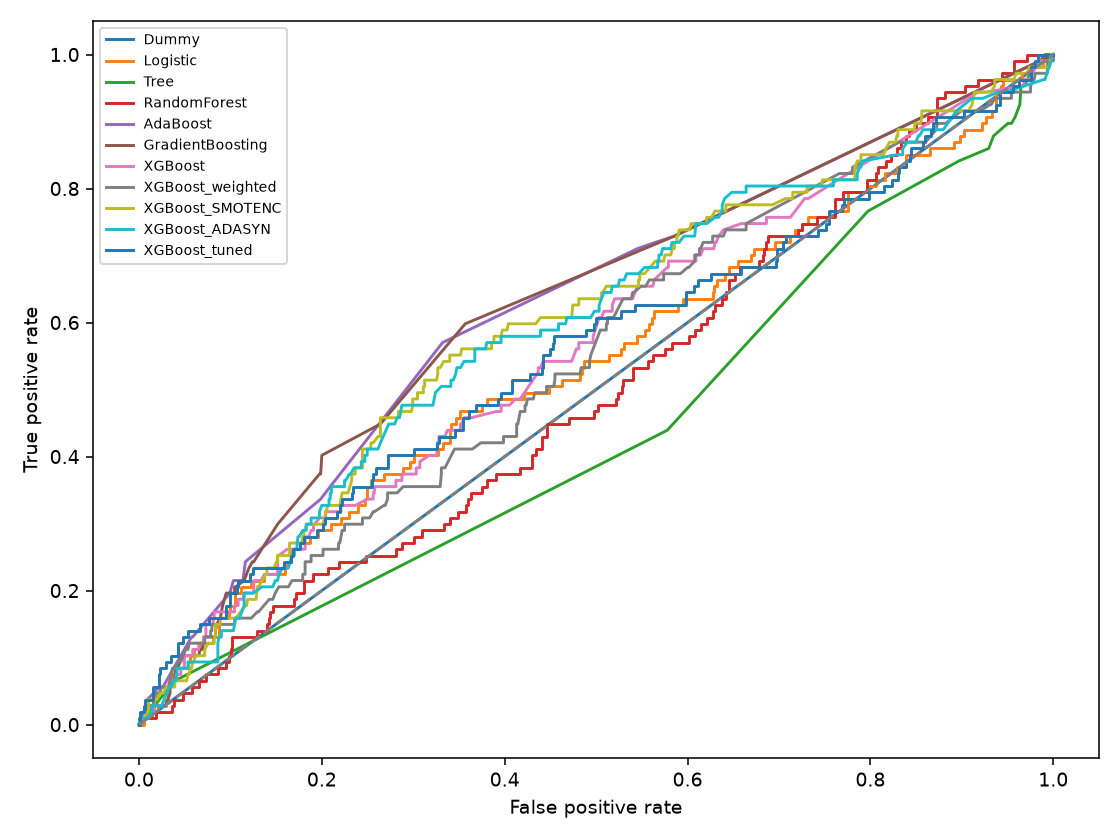 Dummy
Logistic
Tree
RandomForest
AdaBoost
GradientBoosting
XGBoost
XGBoost_weighted
XGBoost_SMOTENC
XGBoost_ADASYN
XGBoost_tuned
1.0
0.8
0.6
0.4
0.2
0.0
True positive rate
0.0 0.2 0.4 0.6 0.8 1.0
False positive rate